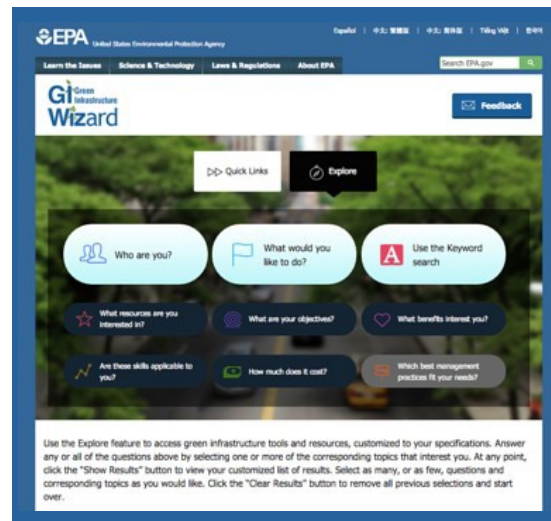 Español | 中文: 繁體版 | 中文: 简体版 | Tiếng Việt | 한국어
EPA United States Environmental Protection Agency
Learn the Issues Science & Technology Laws & Regulations About EPA Search EPA.gov
Gi Green Infrastructure
Wizard
Feedback
Quick Links Explore
Who are you?
What would you
like to do?
Use the Keyword
search
What resources are you
interested in?
What are your objectives?
What benefits interest you?
Are these skills applicable to
you?
How much does it cost?
Which best management
practices fit your needs?
Use the Explore feature to access green infrastructure tools and resources, customized to your specifications. Answer
any or all of the questions above by selecting one or more of the corresponding topics that interest you. At any point,
click the "Show Results" button to view your customized list of results. Select as many, or as few, questions and
corresponding topics as you would like. Click the "Clear Results" button to remove all previous selections and start
over.